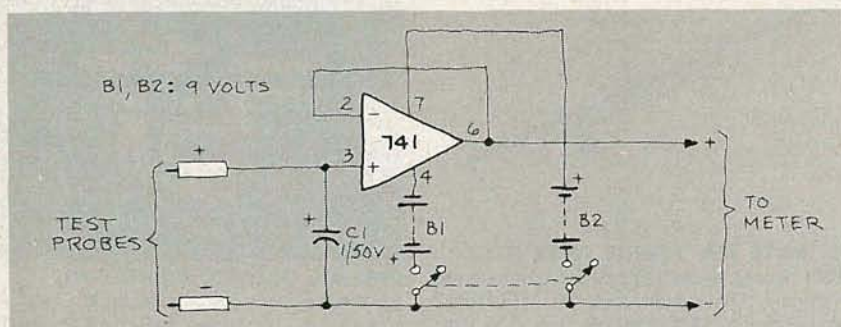 B1, B2: 9 VOLTS
2
7
-
741
6
3
+
4
+
+
+
TEST
PROBES
+
C1
1/50V
B1
+
B2
TO
METER
-
-